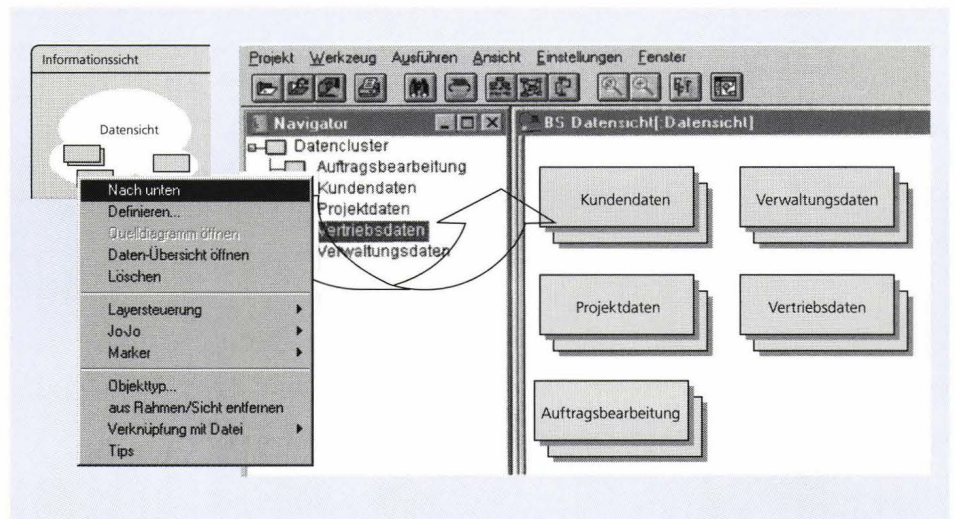 Informationssicht
Datensicht
Nach unten
Definieren...
Quelldiagramm öffnen
Daten-Übersicht öffnen
Löschen
Layersteuerung
Jo-Jo
Marker
Objekttyp...
aus Rahmen/Sicht entfernen
Verknüpfung mit Datei
Tips
Projekt Werkzeug Ausführen Ansicht Einstellungen Fenster
Navigator
Datencluster
Auftragsbearbeitung
Kundendaten
Projektdaten
Vertriebsdaten
Verwaltungsdaten
BS Datensicht[:Datensicht]
Kundendaten
Verwaltungsdaten
Projektdaten
Vertriebsdaten
Auftragsbearbeitung